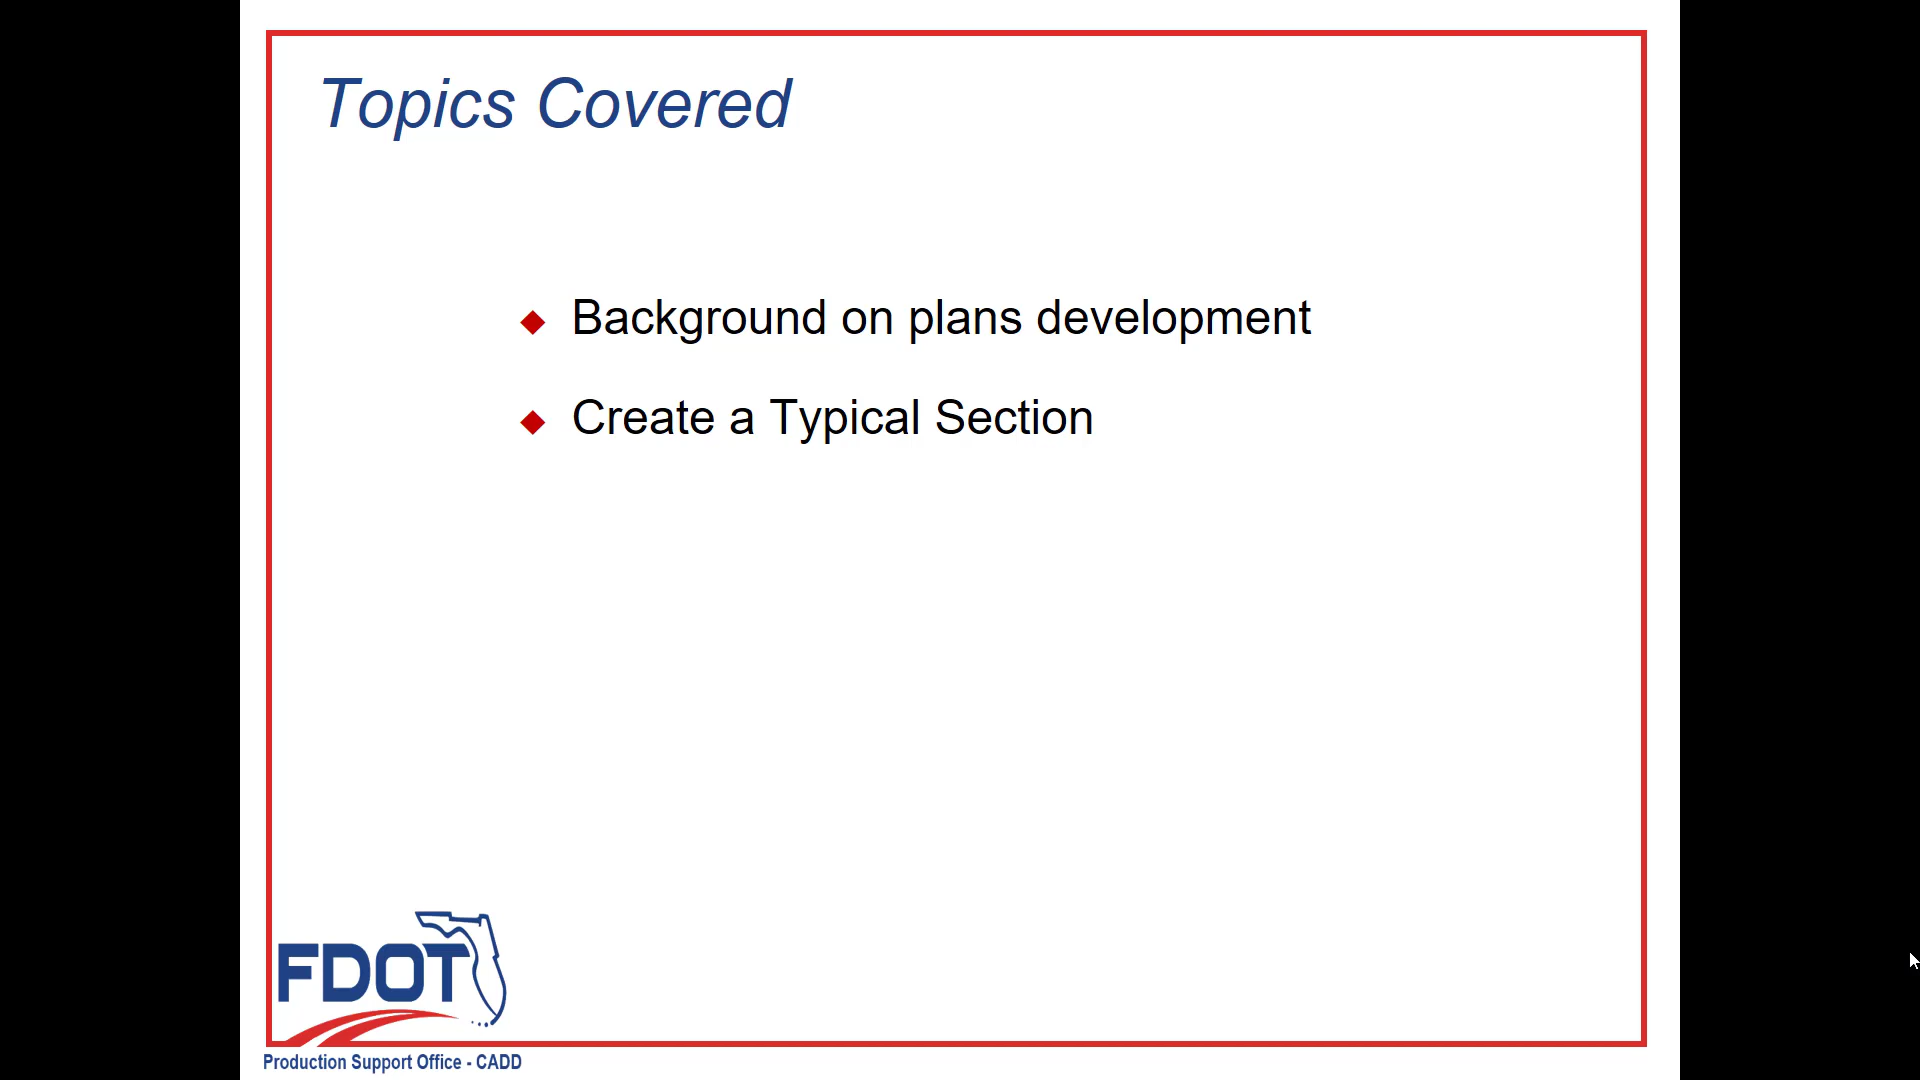 Topics Covered
Background on plans development
Create a Typical Section
FDOT
Production Support Office - CADD